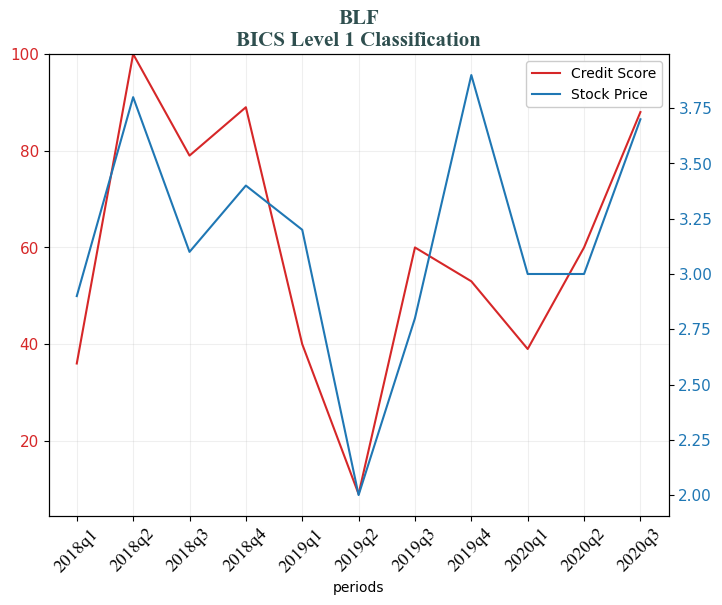 BLF
BICS Level 1 Classification
Credit Score
Stock Price
100
80
60
40
20
3.75
3.50
3.25
3.00
2.75
2.50
2.25
2.00
2018q1
2018q2
2018q3
2018q4
2019q1
2019q2
2019q3
2019q4
2020q1
2020q2
2020q3
periods